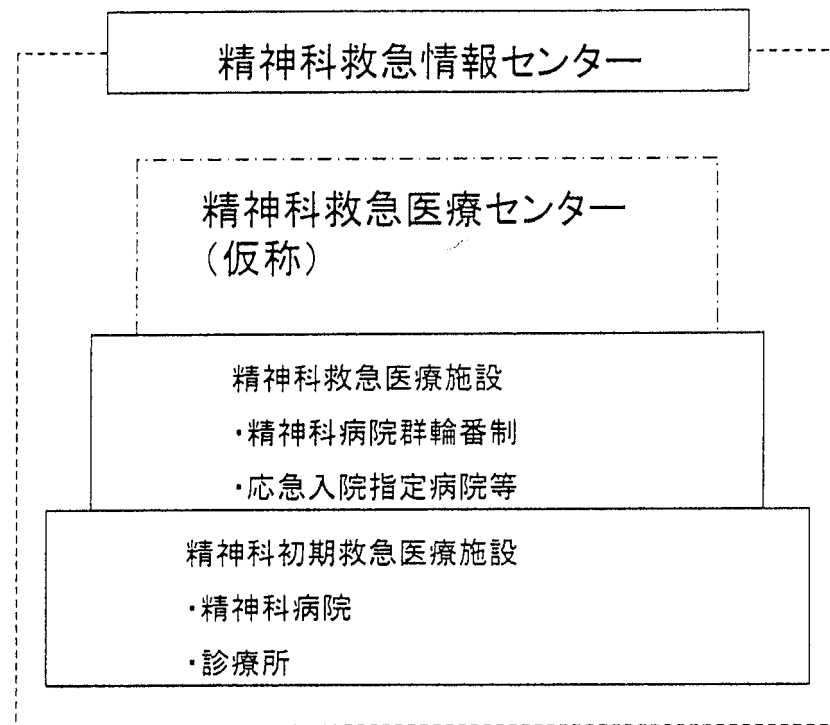 精神科救急情報センター
精神科救急医療センター
(仮称)
精神科救急医療施設
・精神科病院群輪番制
・応急入院指定病院等
精神科初期救急医療施設
・精神科病院
・診療所